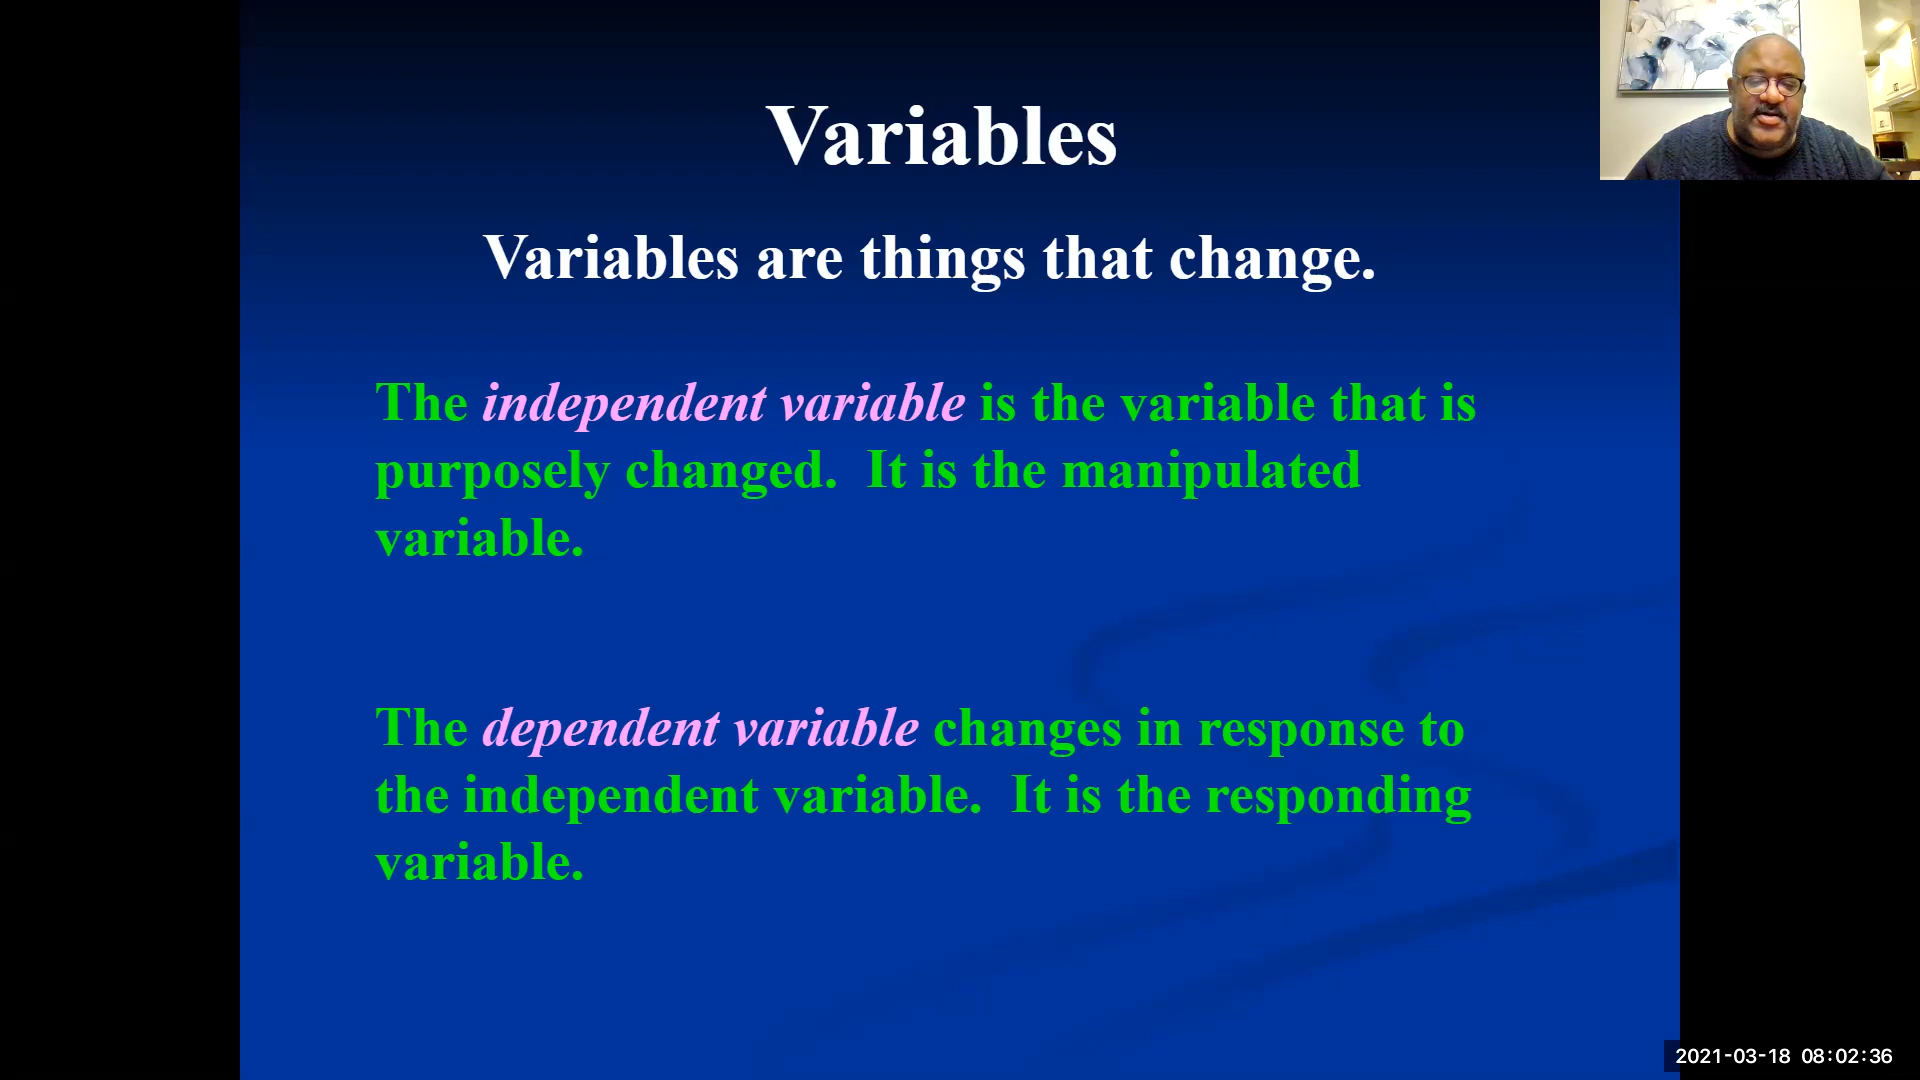 Variables
Variables are things that change.
The independent variable is the variable that is
purposely changed.  It is the manipulated
variable.
The dependent variable changes in response to
the independent variable.  It is the responding
variable.
2021-03-18 08:02:36